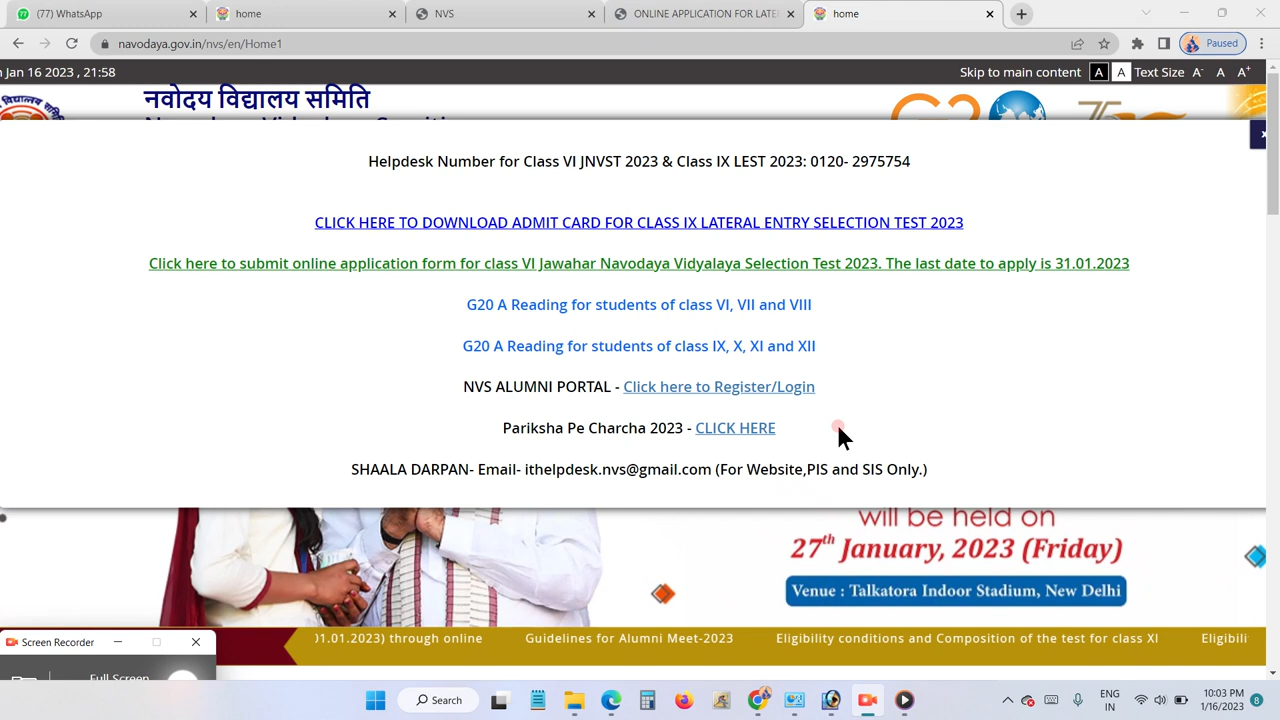 (77) WhatsApp
home
NVS
ONLINE APPLICATION FOR LATE
home
navodaya.gov.in/nvs/en/Home1
Paused
n Jan 16 2023 , 21:58
Skip to main content A A Text Size A- A A+
नवोदय विद्यालय समिति
Helpdesk Number for Class VI JNVST 2023 & Class IX LEST 2023: 0120- 2975754
CLICK HERE TO DOWNLOAD ADMIT CARD FOR CLASS IX LATERAL ENTRY SELECTION TEST 2023
Click here to submit online application form for class VI Jawahar Navodaya Vidyalaya Selection Test 2023. The last date to apply is 31.01.2023
G20 A Reading for students of class VI, VII and VIII
G20 A Reading for students of class IX, X, XI and XII
NVS ALUMNI PORTAL - Click here to Register/Login
Pariksha Pe Charcha 2023 - CLICK HERE
SHAALA DARPAN- Email- ithelpdesk.nvs@gmail.com (For Website,PIS and SIS Only.)
will be held on
27th January, 2023 (Friday)
Venue : Talkatora Indoor Stadium, New Delhi
01.01.2023) through online
Guidelines for Alumni Meet-2023
Eligibility conditions and Composition of the test for class XI
Eligibili
Screen Recorder
Full Screen
Search
ENG
IN
10:03 PM
1/16/2023
8